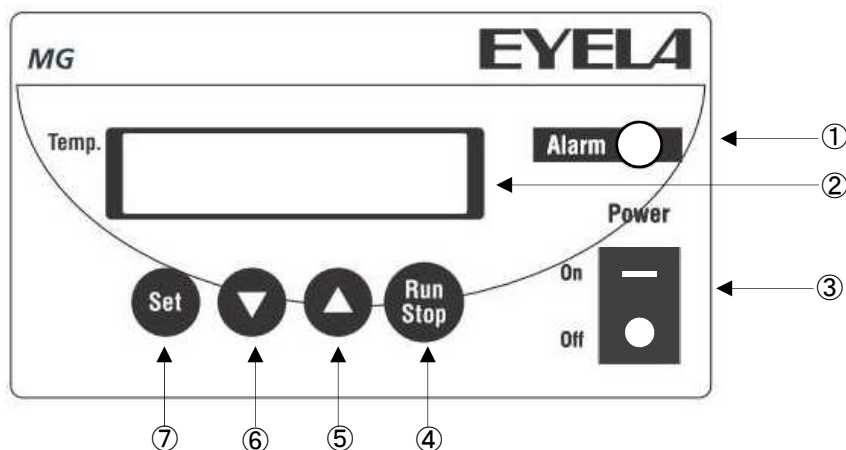 MG
EYELA
Temp.
Alarm
①
②
Power
On
③
Off
Set
▼
▲
Run
Stop
⑦
⑥
⑤
④